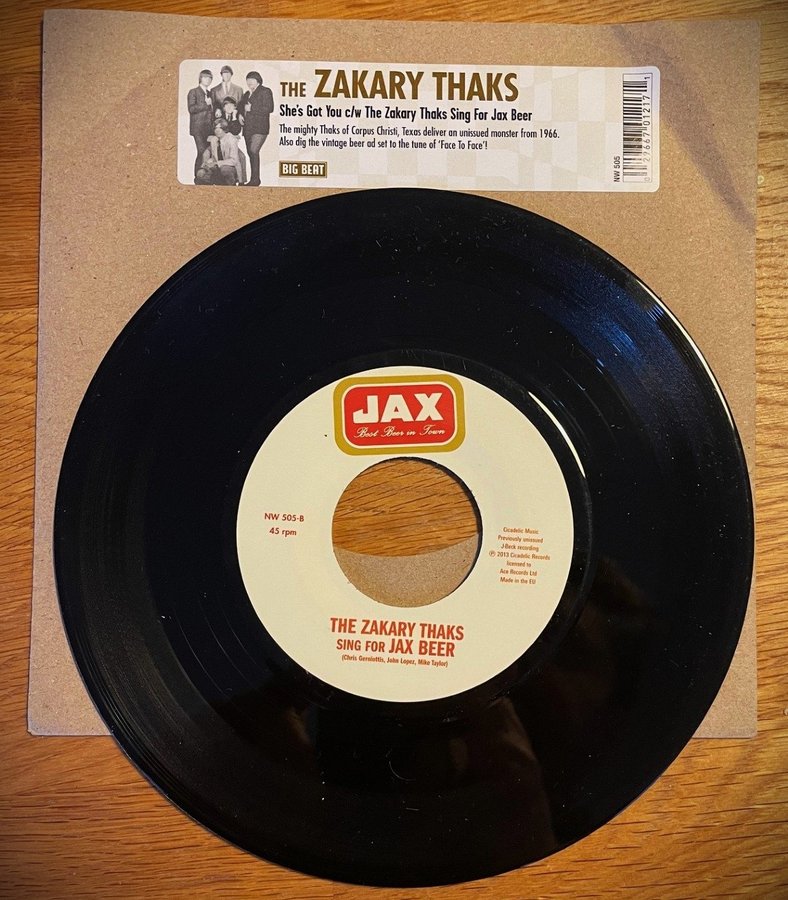 THE ZAKARY THAKS
She's Got You c/w The Zakary Thaks Sing For Jax Beer
The mighty Thaks of Corpus Christi, Texas deliver an unissued monster from 1966.
Also dig the vintage beer ad set to the tune of 'Face To Face'!
BIG BEAT
NW 505
0 29667 01217 1
JAX
Best Beer in Town
NW 505-B
45 rpm
Cicadelic Music
Previously unissued
J-Beck recording
℗ 2013 Cicadelic Records
licensed to
Ace Records Ltd
Made in the EU
THE ZAKARY THAKS
SING FOR JAX BEER
(Chris Gerniottis, John Lopez, Mike Taylor)